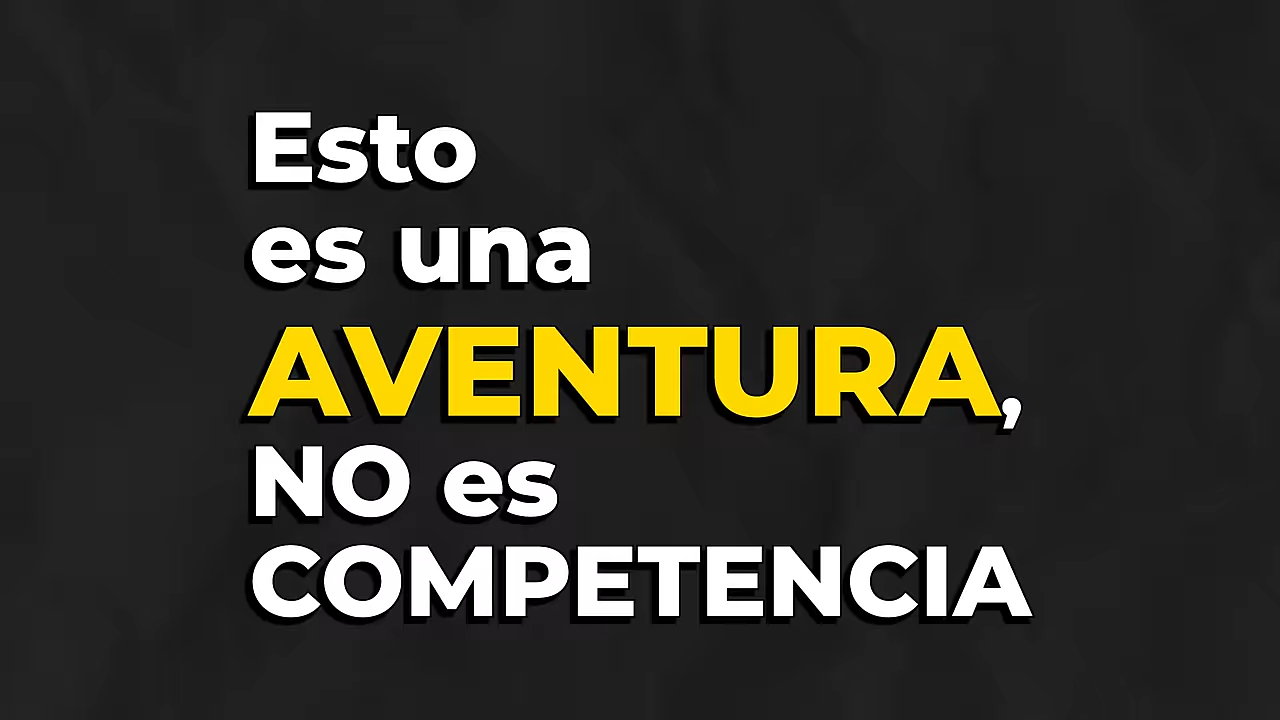 Esto
es una
AVENTURA,
NO es
COMPETENCIA